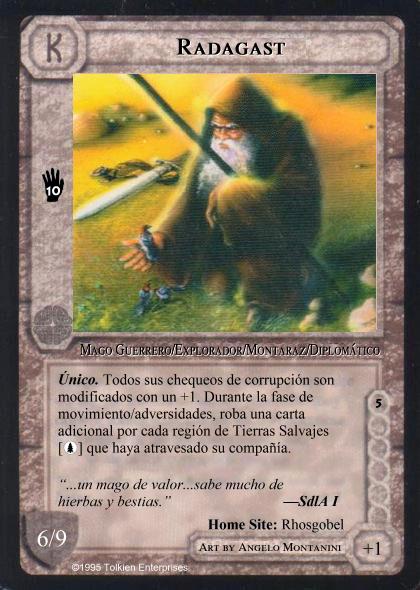 K
RADAGAST
10
MAGO GUERRERO/EXPLORADOR/MONTARAZ/DIPLOMÁTICO
Único. Todos sus chequeos de corrupción son
modificados con un +1. Durante la fase de
movimiento/adversidades, roba una carta
adicional por cada región de Tierras Salvajes
[ ] que haya atravesado su compañía.
5
“...un mago de valor...sabe mucho de
hierbas y bestias.” —SdlA I
Home Site: Rhosgobel
6/9
ART BY ANGELO MONTANINI
+1
©1995 Tolkien Enterprises